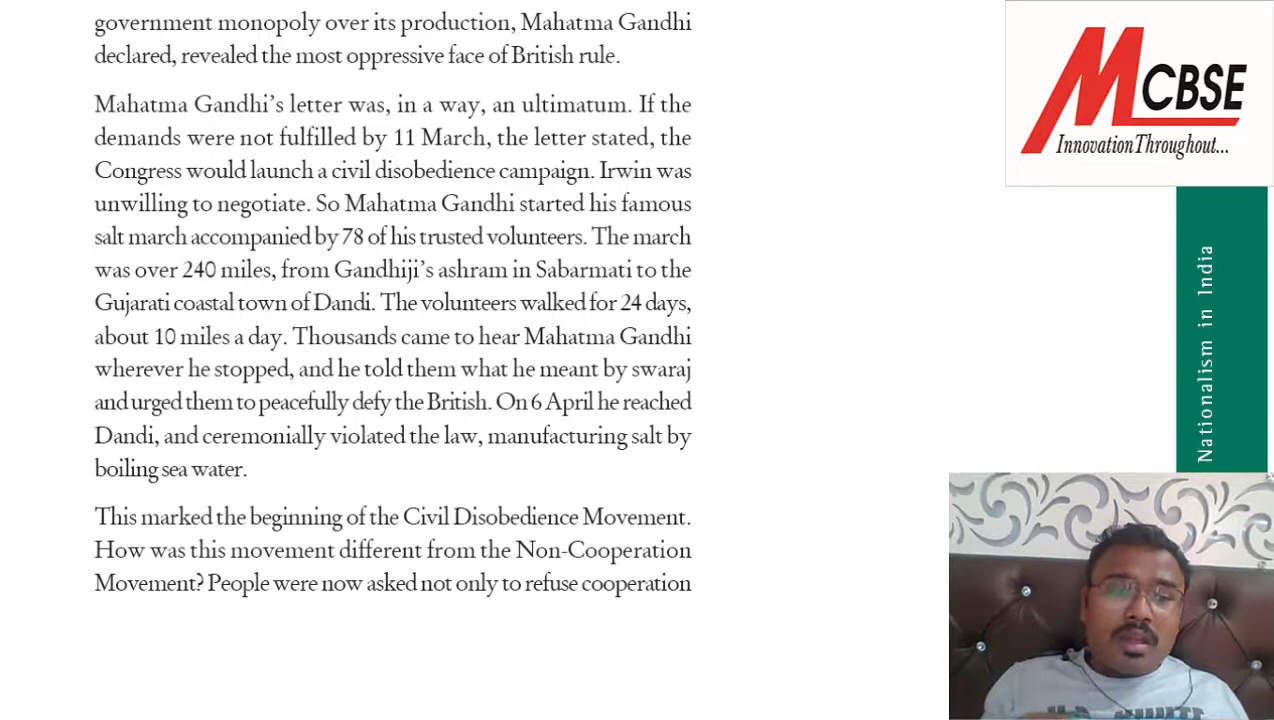 government monopoly over its production, Mahatma Gandhi
declared, revealed the most oppressive face of British rule.
Mahatma Gandhi's letter was, in a way, an ultimatum. If the
demands were not fulfilled by 11 March, the letter stated, the
Congress would launch a civil disobedience campaign. Irwin was
unwilling to negotiate. So Mahatma Gandhi started his famous
salt march accompanied by 78 of his trusted volunteers. The march
was over 240 miles, from Gandhiji's ashram in Sabarmati to the
Gujarati coastal town of Dandi. The volunteers walked for 24 days,
about 10 miles a day. Thousands came to hear Mahatma Gandhi
wherever he stopped, and he told them what he meant by swaraj
and urged them to peacefully defy the British. On 6 April he reached
Dandi, and ceremonially violated the law, manufacturing salt by
boiling sea water.
This marked the beginning of the Civil Disobedience Movement.
How was this movement different from the Non-Cooperation
Movement? People were now asked not only to refuse cooperation
MCBSE
Innovation Throughout...
Nationalism in India